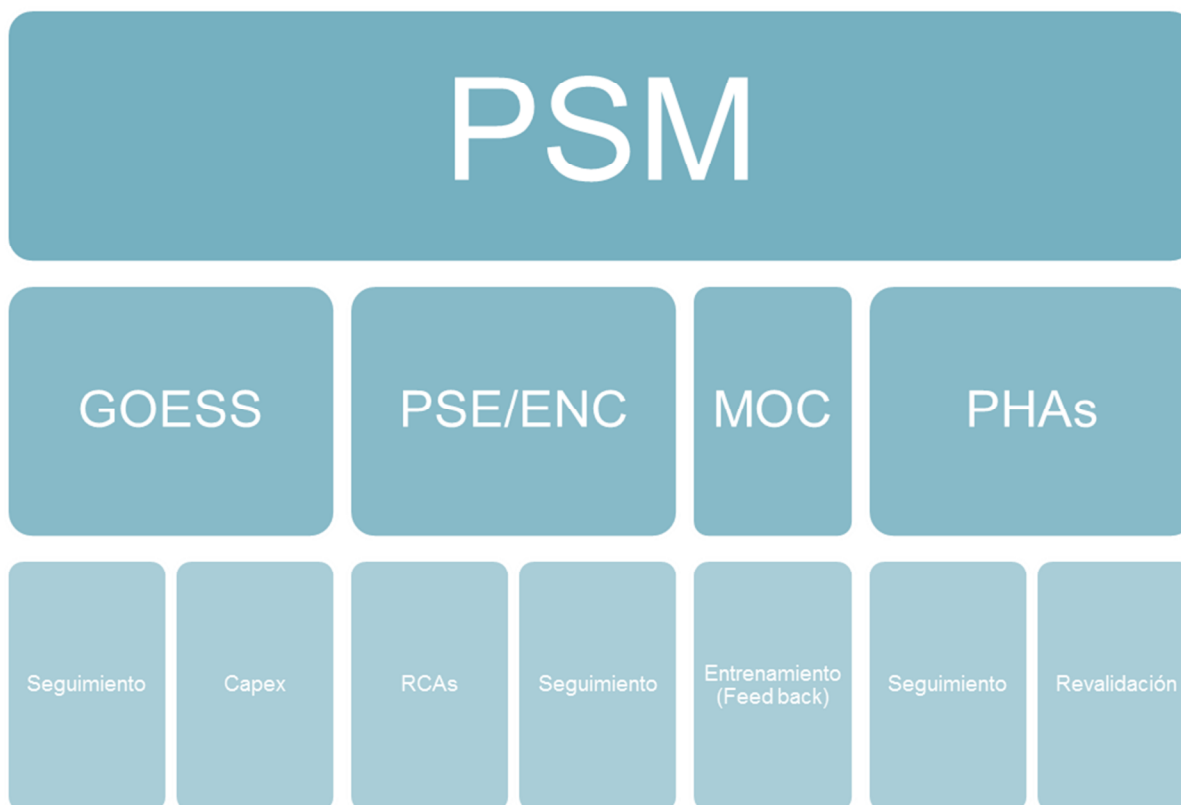 PSM
GOESS
PSE/ENC
MOC
PHAs
Seguimiento
Capex
RCAs
Seguimiento
Entrenamiento
(Feed back)
Seguimiento
Revalidación